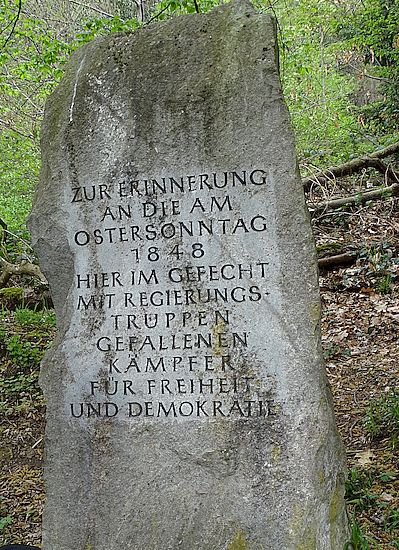 ZUR ERINNERUNG
AN DIE AM
OSTERSONNTAG
1848
HIER IM GEFECHT
MIT REGIERUNGS-
TRUPPEN
GEFALLENEN
KÄMPFER
FÜR FREIHEIT
UND DEMOKRATIE